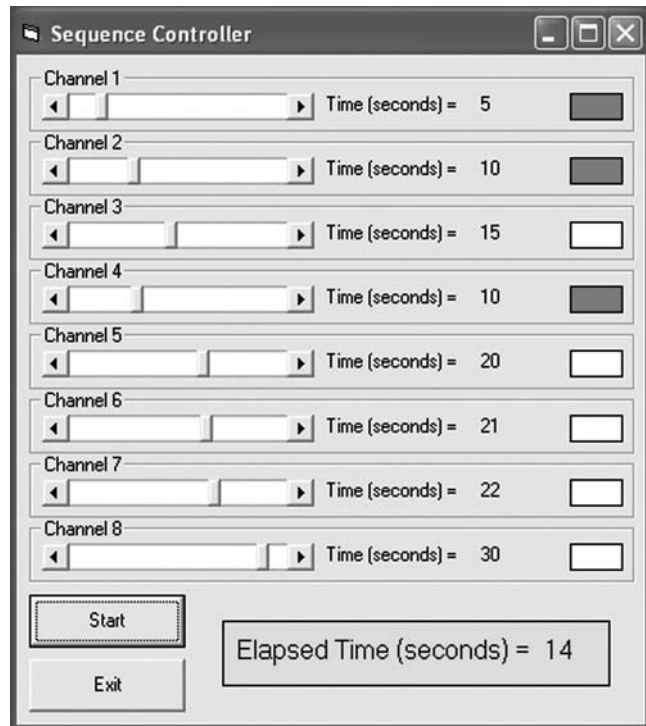 Sequence Controller
Channel 1
Time (seconds) = 5
Channel 2
Time (seconds) = 10
Channel 3
Time (seconds) = 15
Channel 4
Time (seconds) = 10
Channel 5
Time (seconds) = 20
Channel 6
Time (seconds) = 21
Channel 7
Time (seconds) = 22
Channel 8
Time (seconds) = 30
Start
Elapsed Time (seconds) = 14
Exit